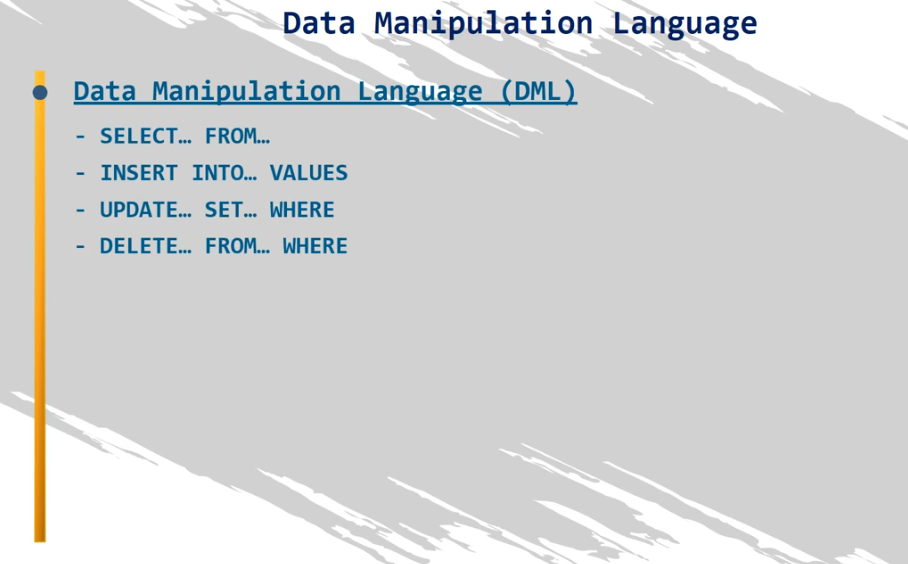 Data Manipulation Language
Data Manipulation Language (DML)
- SELECT… FROM…
- INSERT INTO… VALUES
- UPDATE… SET… WHERE
- DELETE… FROM… WHERE